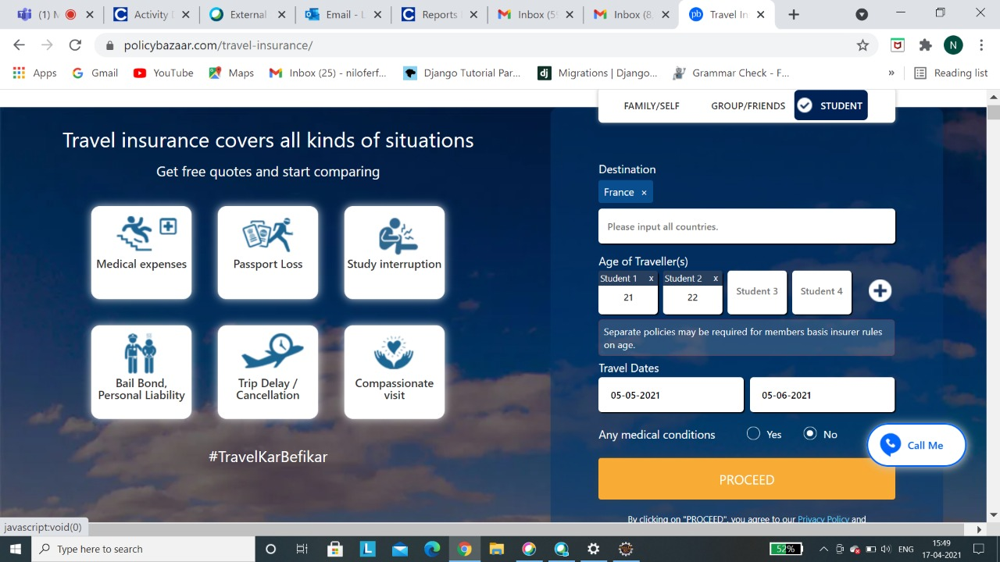 (1) M
Activity
External
Email - L
Reports
Inbox (5
Inbox (8,
pb
Travel In
policybazaar.com/travel-insurance/
N
Apps
Gmail
YouTube
Maps
Inbox (25) - niloferf...
Django Tutorial Par...
dj
Migrations | Django...
Grammar Check - F...
»
Reading list
FAMILY/SELF
GROUP/FRIENDS
STUDENT
Travel insurance covers all kinds of situations
Get free quotes and start comparing
Medical expenses
Passport Loss
Study interruption
Bail Bond,
Personal Liability
Trip Delay /
Cancellation
Compassionate
visit
#TravelKarBefikar
Destination
France ×
Please input all countries.
Age of Traveller(s)
Student 1 x
Student 2 x
21
22
Student 3
Student 4
Separate policies may be required for members basis insurer rules
on age.
Travel Dates
05-05-2021
05-06-2021
Any medical conditions
Yes
No
Call Me
PROCEED
By clicking on "PROCEED", you agree to our Privacy Policy and
javascript:void(0)
Type here to search
52%
ENG
15:49
17-04-2021